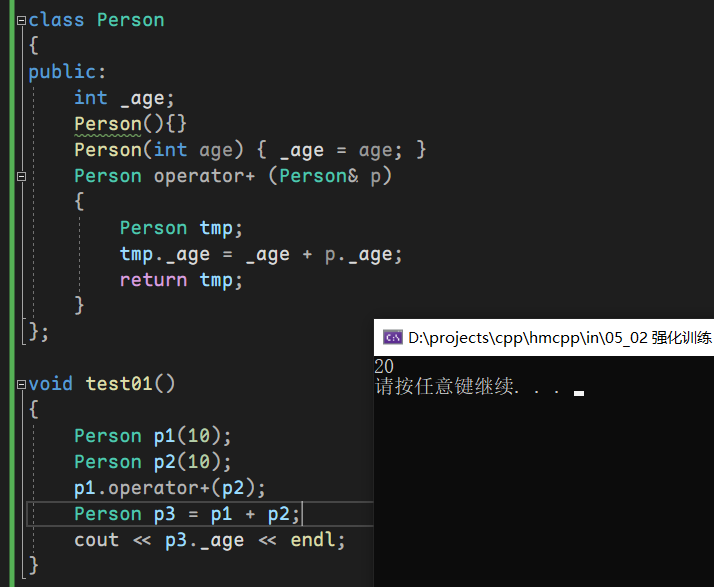 class Person
{
public:
    int _age;
    Person(){}
    Person(int age) { _age = age; }
    Person operator+ (Person& p)
    {
        Person tmp;
        tmp._age = _age + p._age;
        return tmp;
    }
};
void test01()
{
    Person p1(10);
    Person p2(10);
    p1.operator+(p2);
    Person p3 = p1 + p2;
    cout << p3._age << endl;
}
D:\projects\cpp\hmcpp\in\05_02 强化训练
20
请按任意键继续. . .